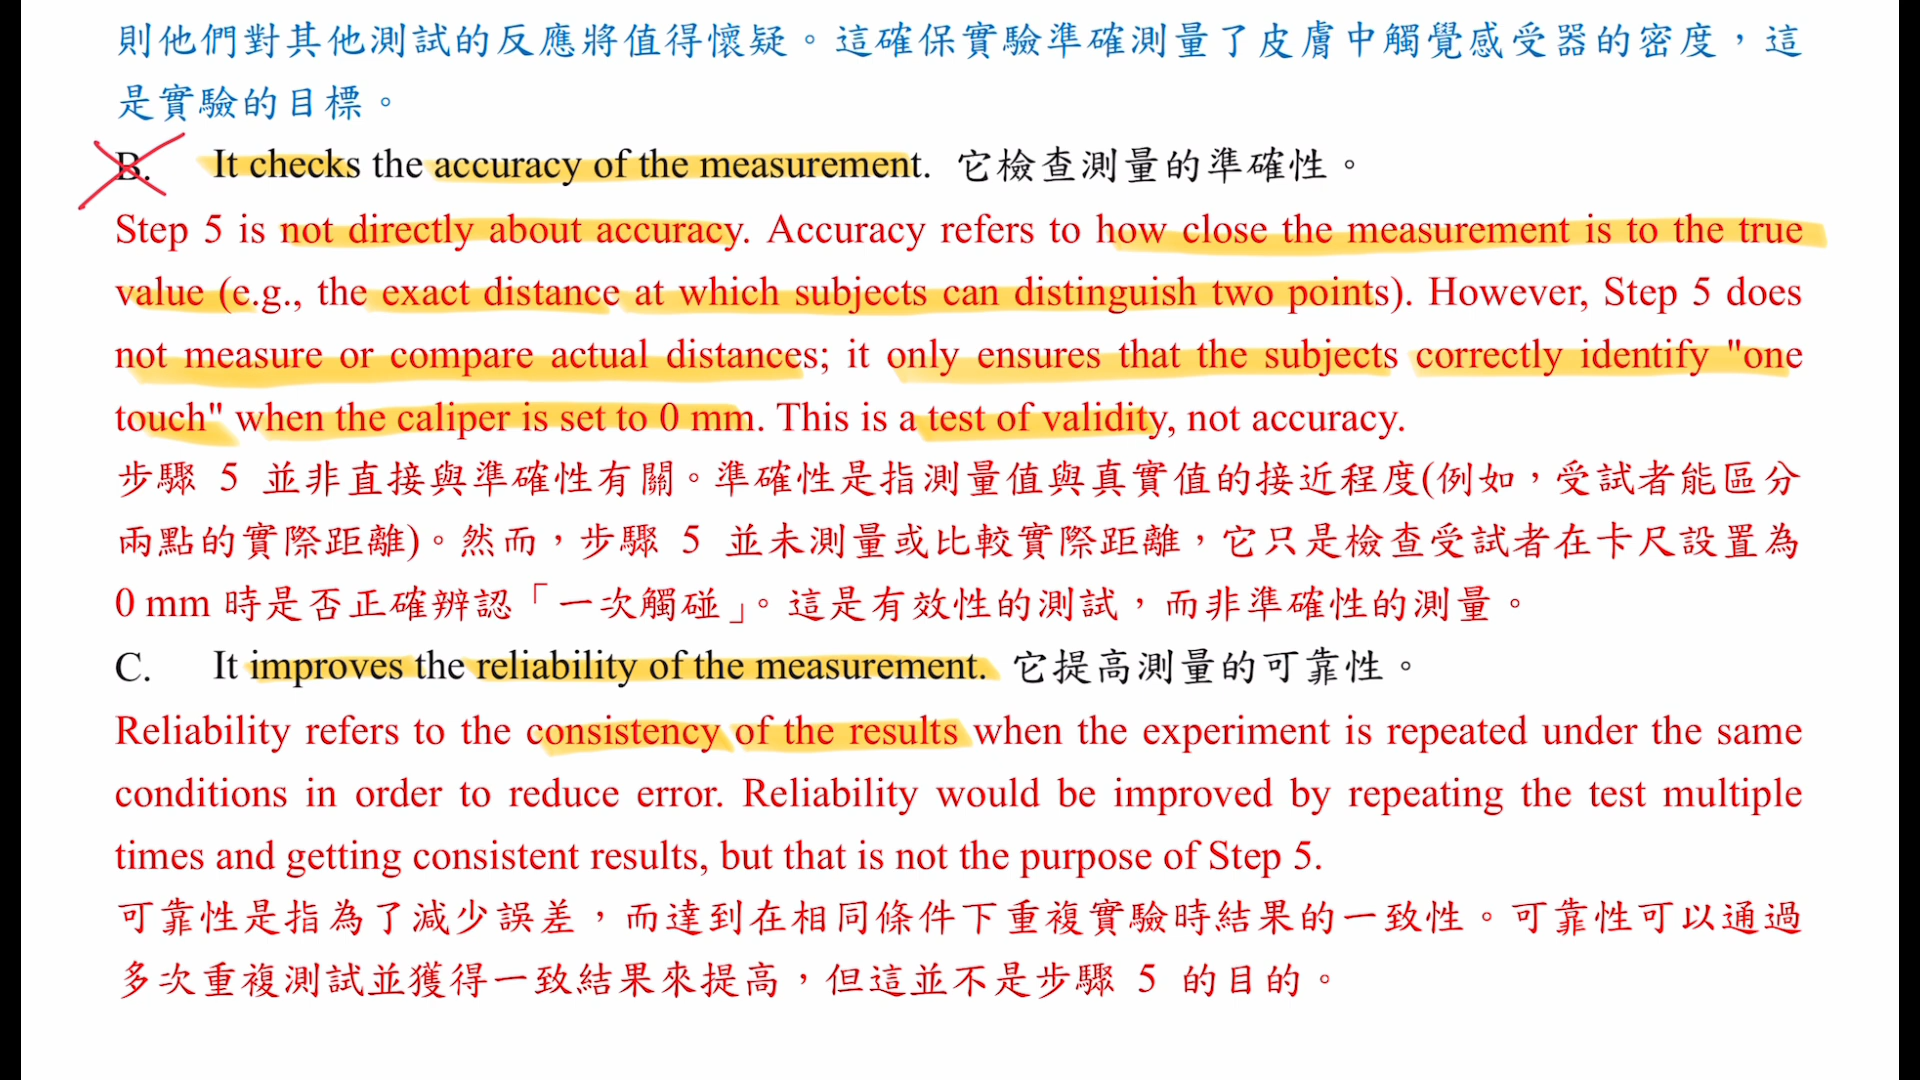 則他們對其他測試的反應將值得懷疑。這確保實驗準確測量了皮膚中觸覺感受器的密度，這
是實驗的目標。
B. It checks the accuracy of the measurement. 它檢查測量的準確性。
Step 5 is not directly about accuracy. Accuracy refers to how close the measurement is to the true
value (e.g., the exact distance at which subjects can distinguish two points). However, Step 5 does
not measure or compare actual distances; it only ensures that the subjects correctly identify "one
touch" when the caliper is set to 0 mm. This is a test of validity, not accuracy.
步驟 5 並非直接與準確性有關。準確性是指測量值與真實值的接近程度(例如，受試者能區分
兩點的實際距離)。然而，步驟 5 並未測量或比較實際距離，它只是檢查受試者在卡尺設置為
0 mm 時是否正確辨認「一次觸碰」。這是有效性的測試，而非準確性的測量。
C. It improves the reliability of the measurement. 它提高測量的可靠性。
Reliability refers to the consistency of the results when the experiment is repeated under the same
conditions in order to reduce error. Reliability would be improved by repeating the test multiple
times and getting consistent results, but that is not the purpose of Step 5.
可靠性是指為了減少誤差，而達到在相同條件下重複實驗時結果的一致性。可靠性可以通過
多次重複測試並獲得一致結果來提高，但這並不是步驟 5 的目的。